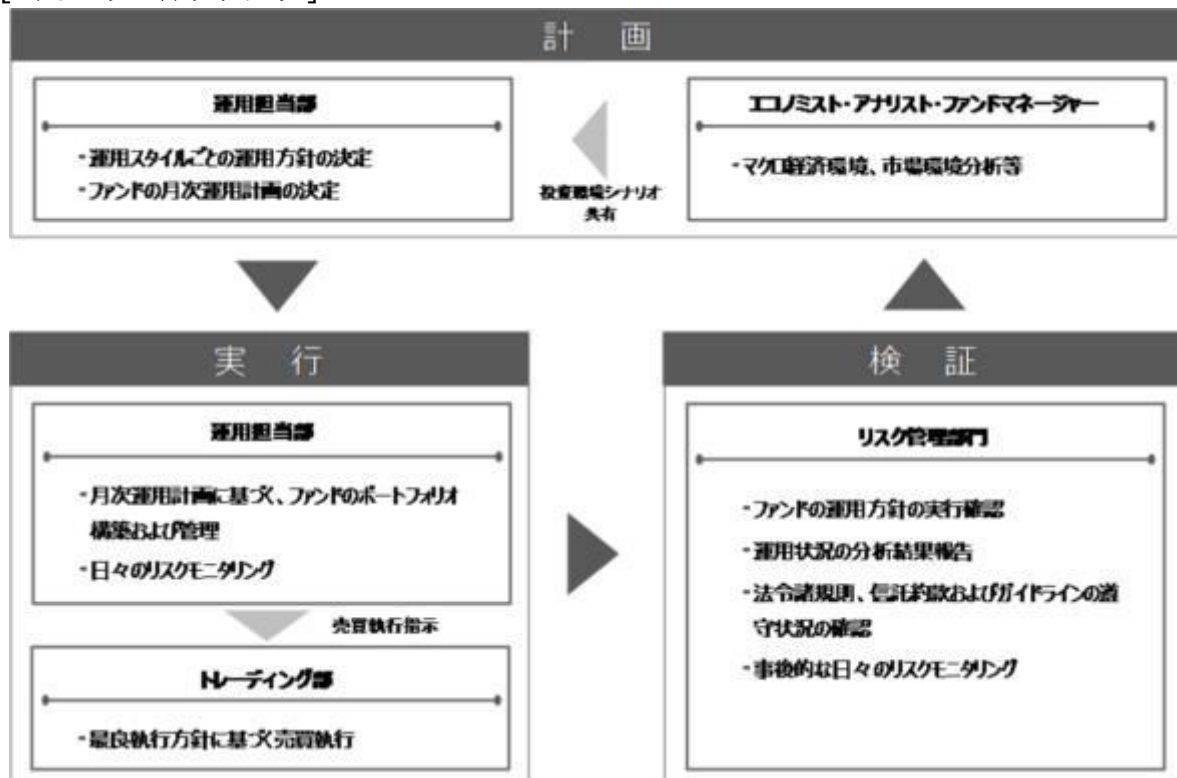 計 画
運用担当部
・運用スタイルごとの運用方針の決定
・ファンドの月次運用計画の決定
投資環境シナリオ
共有
エコノミスト・アナリスト・ファンドマネージャー
・マクロ経済環境、市場環境分析等
実 行
運用担当部
・月次運用計画に基づく、ファンドのポートフォリオ
構築および管理
・日々のリスクモニタリング
売買執行指示
トレーディング部
・最良執行方針に基づく売買執行
検 証
リスク管理部門
・ファンドの運用方針の実行確認
・運用状況の分析結果報告
・法令諸規則、信託約款およびガイドラインの遵
守状況の確認
・事後的な日々のリスクモニタリング